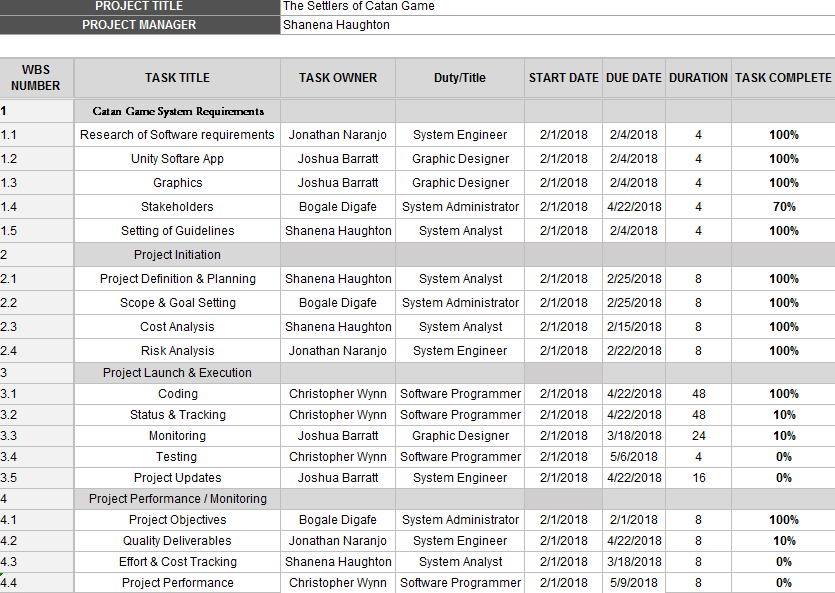 PROJECT TITLE The Settlers of Catan Game
PROJECT MANAGER Shanena Haughton
WBS NUMBER TASK TITLE TASK OWNER Duty/Title START DATE DUE DATE DURATION TASK COMPLETE
1 Catan Game System Requirements
1.1 Research of Software requirements Jonathan Naranjo System Engineer 2/1/2018 2/4/2018 4 100%
1.2 Unity Softare App Joshua Barratt Graphic Designer 2/1/2018 2/4/2018 4 100%
1.3 Graphics Joshua Barratt Graphic Designer 2/1/2018 2/4/2018 4 100%
1.4 Stakeholders Bogale Digafe System Administrator 2/1/2018 4/22/2018 4 70%
1.5 Setting of Guidelines Shanena Haughton System Analyst 2/1/2018 2/4/2018 4 100%
2 Project Initiation
2.1 Project Definition & Planning Shanena Haughton System Analyst 2/1/2018 2/25/2018 8 100%
2.2 Scope & Goal Setting Bogale Digafe System Administrator 2/1/2018 2/25/2018 8 100%
2.3 Cost Analysis Shanena Haughton System Analyst 2/1/2018 2/15/2018 8 100%
2.4 Risk Analysis Jonathan Naranjo System Engineer 2/1/2018 2/22/2018 8 100%
3 Project Launch & Execution
3.1 Coding Christopher Wynn Software Programmer 2/1/2018 4/22/2018 48 100%
3.2 Status & Tracking Christopher Wynn Software Programmer 2/1/2018 4/22/2018 48 10%
3.3 Monitoring Joshua Barratt Graphic Designer 2/1/2018 3/18/2018 24 10%
3.4 Testing Christopher Wynn Software Programmer 2/1/2018 5/6/2018 4 0%
3.5 Project Updates Joshua Barratt System Engineer 2/1/2018 4/22/2018 16 0%
4 Project Performance / Monitoring
4.1 Project Objectives Bogale Digafe System Administrator 2/1/2018 2/1/2018 8 100%
4.2 Quality Deliverables Jonathan Naranjo System Engineer 2/1/2018 4/22/2018 8 10%
4.3 Effort & Cost Tracking Shanena Haughton System Analyst 2/1/2018 3/18/2018 8 0%
4.4 Project Performance Christopher Wynn Software Programmer 2/1/2018 5/9/2018 8 0%